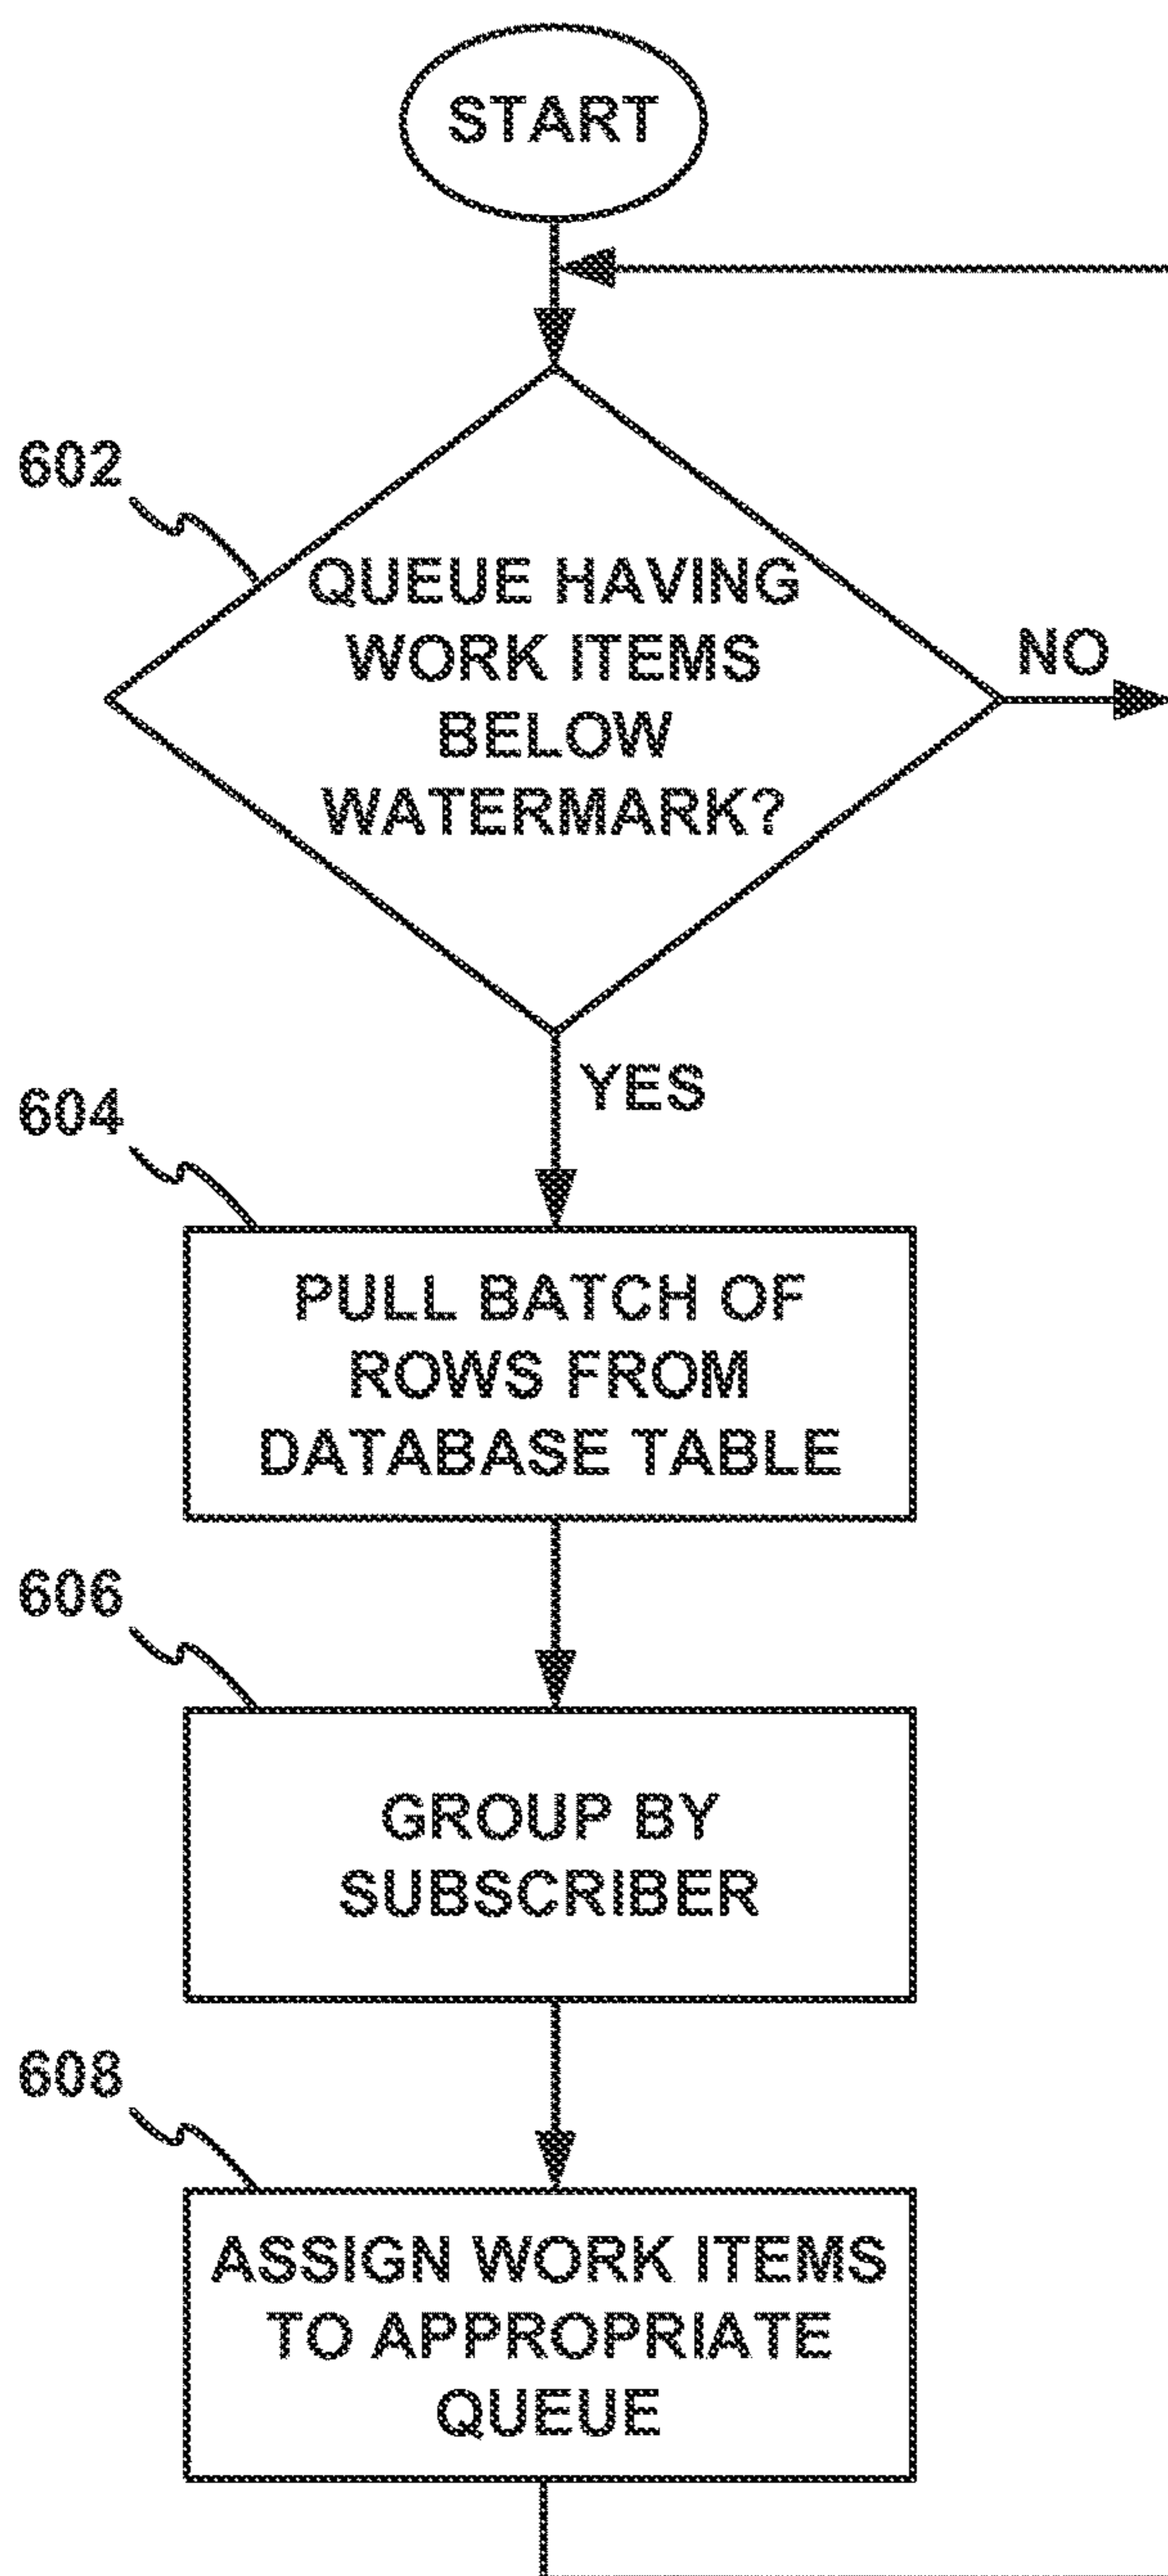 START
602
QUEUE HAVING
WORK ITEMS
BELOW
WATERMARK?
NO
YES
604
PULL BATCH OF
ROWS FROM
DATABASE TABLE
606
GROUP BY
SUBSCRIBER
608
ASSIGN WORK ITEMS
TO APPROPRIATE
QUEUE